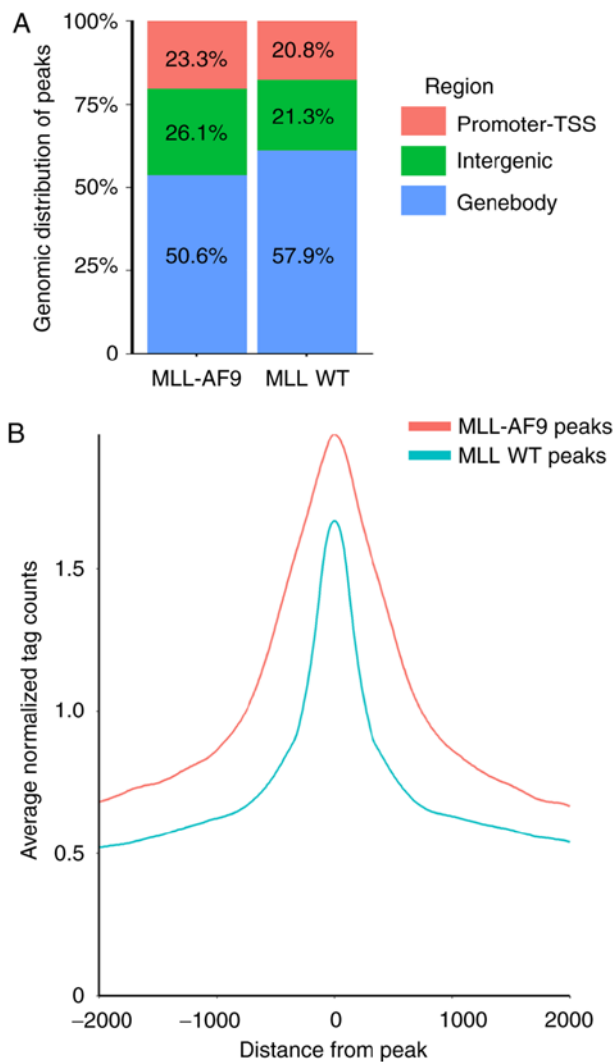 A
Genomic distribution of peaks
100%
75%
50%
25%
0
23.3%
20.8%
26.1%
21.3%
50.6%
57.9%
MLL-AF9
MLL WT
Region
Promoter-TSS
Intergenic
Genebody
B
MLL-AF9 peaks
MLL WT peaks
Average normalized tag counts
1.5
1.0
0.5
0
−2000
−1000
0
1000
2000
Distance from peak